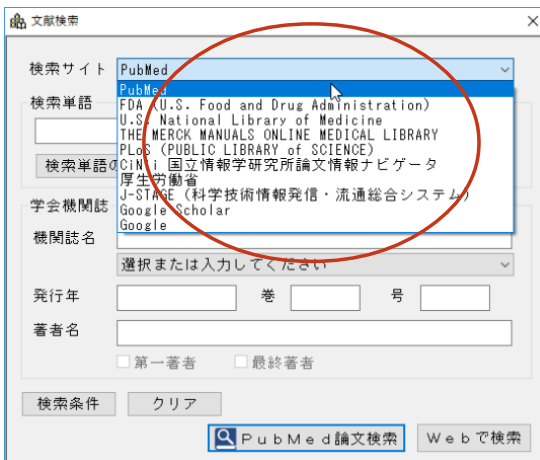 文献検索
検索サイト PubMed
PubMed
検索単語
FDA (U.S. Food and Drug Administration)
U.S. National Library of Medicine
THE MERCK MANUALS ONLINE MEDICAL LIBRARY
PLoS (PUBLIC LIBRARY of SCIENCE)
検索単語の
CiNii 国立情報学研究所論文情報ナビゲータ
厚生労働省
J-STAGE (科学技術情報発信・流通総合システム)
学会機関誌
Google Scholar
Google
機関誌名
選択または入力してください
発行年 巻 号
著者名
第一著者 最終著者
検索条件 クリア
PubMed論文検索 Webで検索